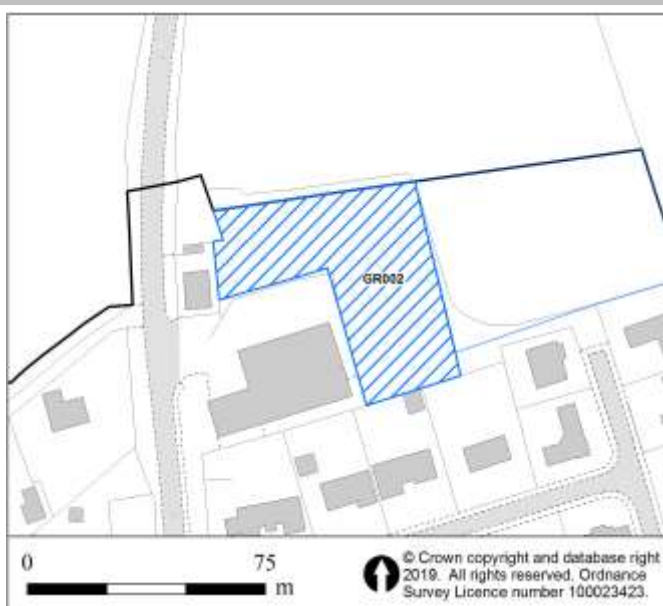 GR002
0 75
m
© Crown copyright and database right
2019. All rights reserved. Ordnance
Survey Licence number 100023423.